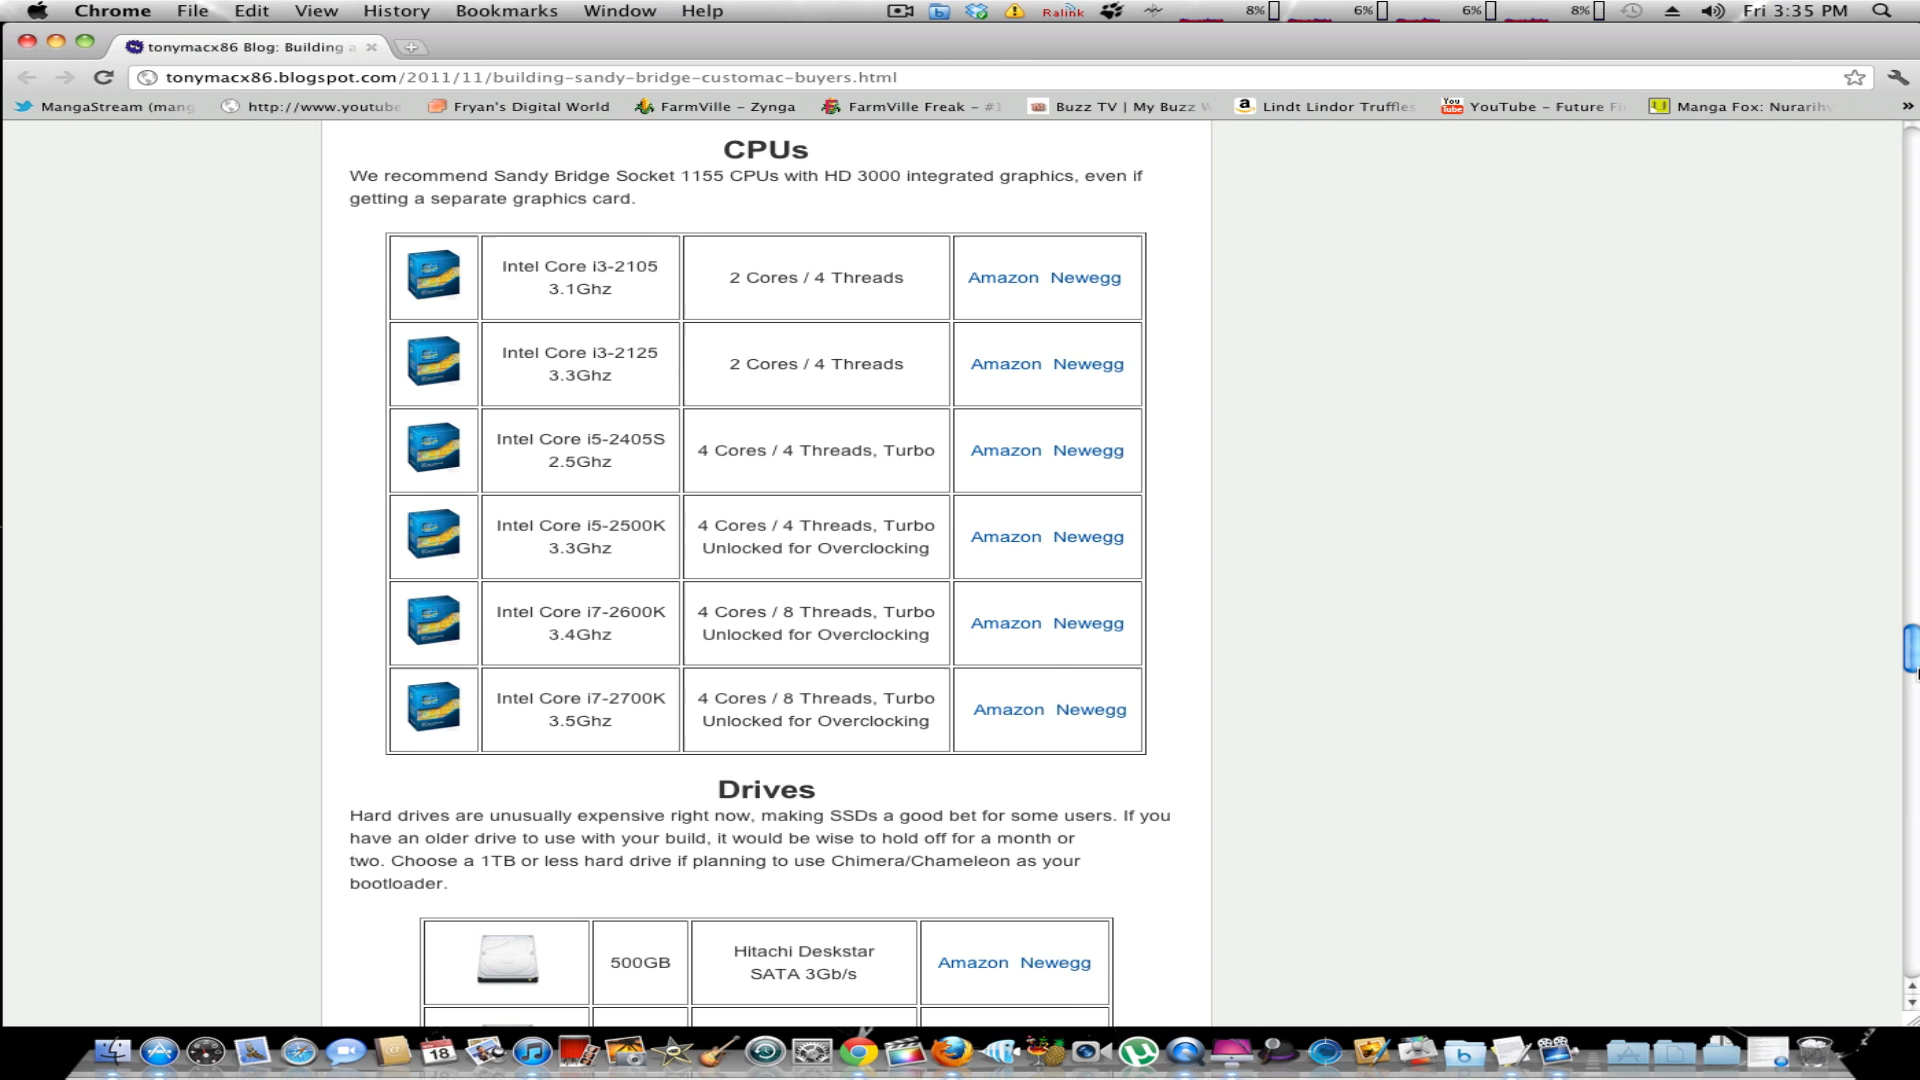 Chrome File Edit View History Bookmarks Window Help Ralink 8% 6% 6% 8% Fri 3:35 PM
tonymacx86 Blog: Building a
tonymacx86.blogspot.com/2011/11/building-sandy-bridge-customac-buyers.html
MangaStream (mang http://www.youtube Fryan's Digital World FarmVille – Zynga FarmVille Freak – #1 Buzz TV | My Buzz W Lindt Lindor Truffles YouTube – Future Fi Manga Fox: Nurarihy »
CPUs
We recommend Sandy Bridge Socket 1155 CPUs with HD 3000 integrated graphics, even if
getting a separate graphics card.
Intel Core i3-2105
3.1Ghz
2 Cores / 4 Threads
Amazon Newegg
Intel Core i3-2125
3.3Ghz
2 Cores / 4 Threads
Amazon Newegg
Intel Core i5-2405S
2.5Ghz
4 Cores / 4 Threads, Turbo
Amazon Newegg
Intel Core i5-2500K
3.3Ghz
4 Cores / 4 Threads, Turbo
Unlocked for Overclocking
Amazon Newegg
Intel Core i7-2600K
3.4Ghz
4 Cores / 8 Threads, Turbo
Unlocked for Overclocking
Amazon Newegg
Intel Core i7-2700K
3.5Ghz
4 Cores / 8 Threads, Turbo
Unlocked for Overclocking
Amazon Newegg
Drives
Hard drives are unusually expensive right now, making SSDs a good bet for some users. If you
have an older drive to use with your build, it would be wise to hold off for a month or
two. Choose a 1TB or less hard drive if planning to use Chimera/Chameleon as your
bootloader.
500GB
Hitachi Deskstar
SATA 3Gb/s
Amazon Newegg
18